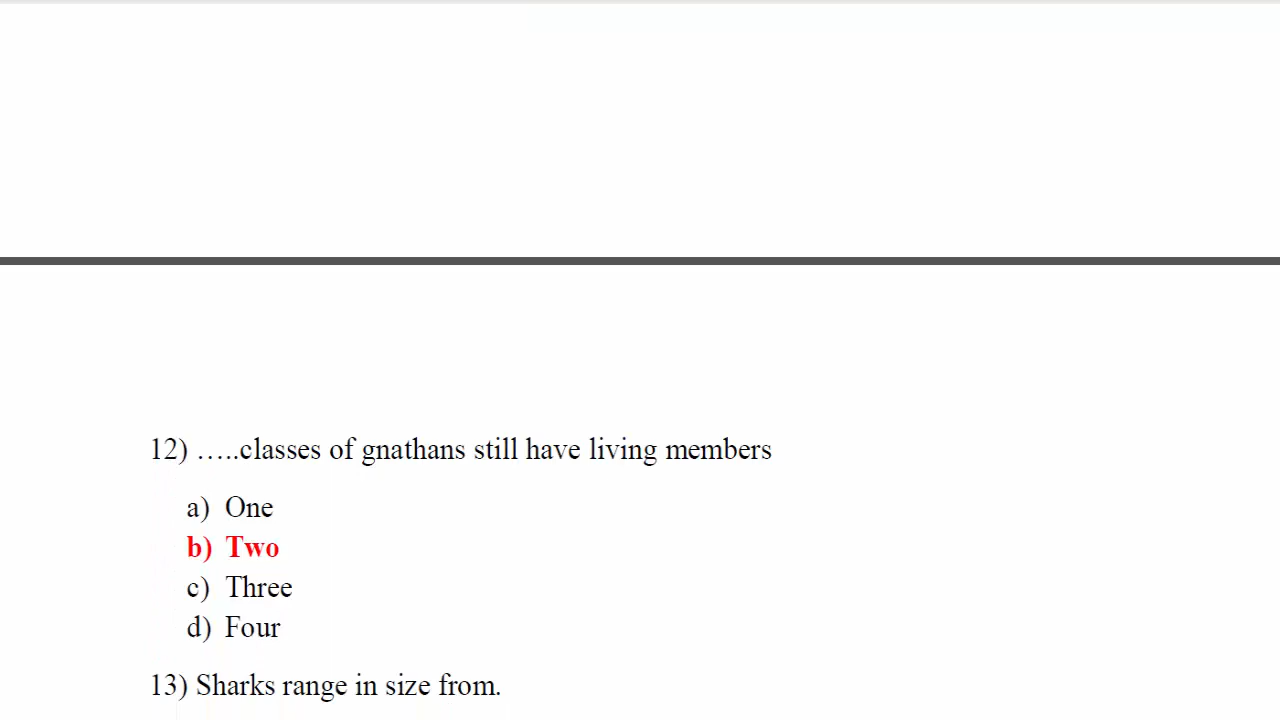 12) …..classes of gnathans still have living members
a) One
b) Two
c) Three
d) Four
13) Sharks range in size from.